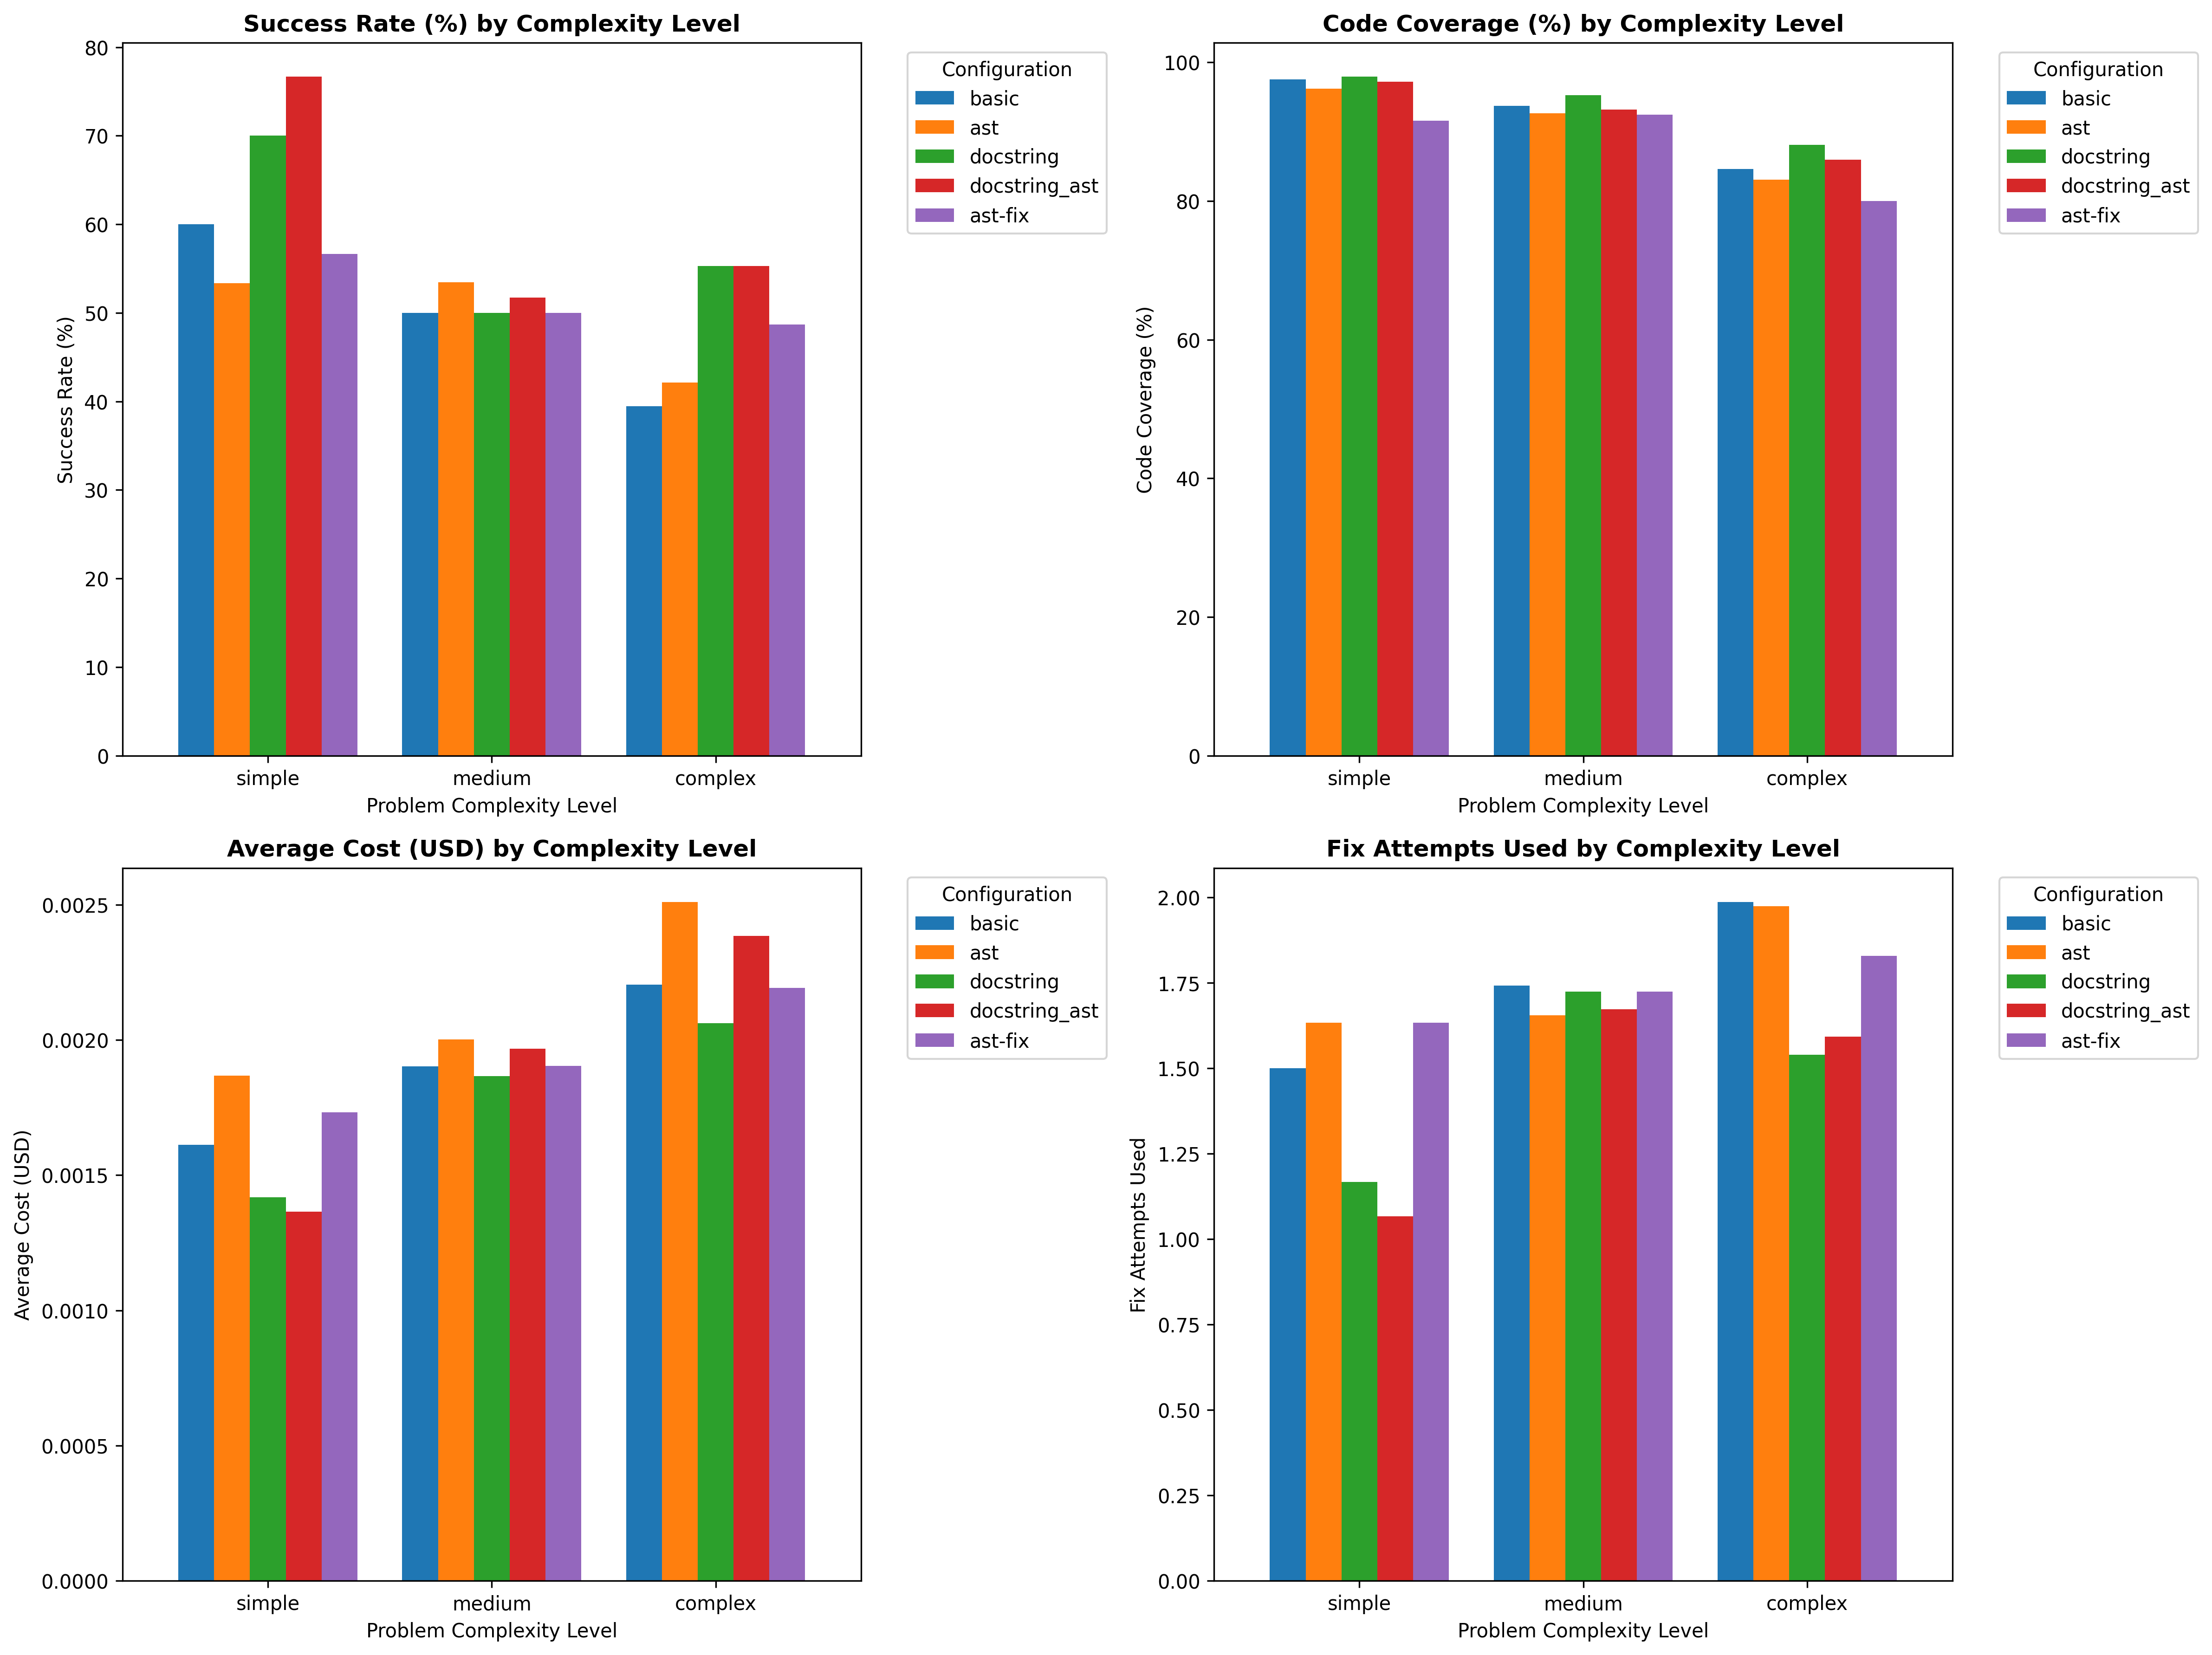 Success Rate (%) by Complexity Level
80
70
60
50
40
30
20
10
0
Success Rate (%)
simple medium complex
Problem Complexity Level
Configuration
basic
ast
docstring
docstring_ast
ast-fix
Code Coverage (%) by Complexity Level
100
80
60
40
20
0
Code Coverage (%)
simple medium complex
Problem Complexity Level
Configuration
basic
ast
docstring
docstring_ast
ast-fix
Average Cost (USD) by Complexity Level
0.0025
0.0020
0.0015
0.0010
0.0005
0.0000
Average Cost (USD)
simple medium complex
Problem Complexity Level
Configuration
basic
ast
docstring
docstring_ast
ast-fix
Fix Attempts Used by Complexity Level
2.00
1.75
1.50
1.25
1.00
0.75
0.50
0.25
0.00
Fix Attempts Used
simple medium complex
Problem Complexity Level
Configuration
basic
ast
docstring
docstring_ast
ast-fix